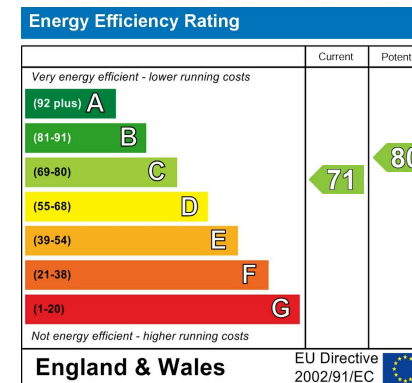 Energy Efficiency Rating
Current
Very energy efficient - lower running costs
(92 plus) A
(81-91) B
(69-80) C
71
80
(55-68) D
(39-54) E
(21-38) F
(1-20) G
Not energy efficient - higher running costs
England & Wales
EU Directive
2002/91/EC